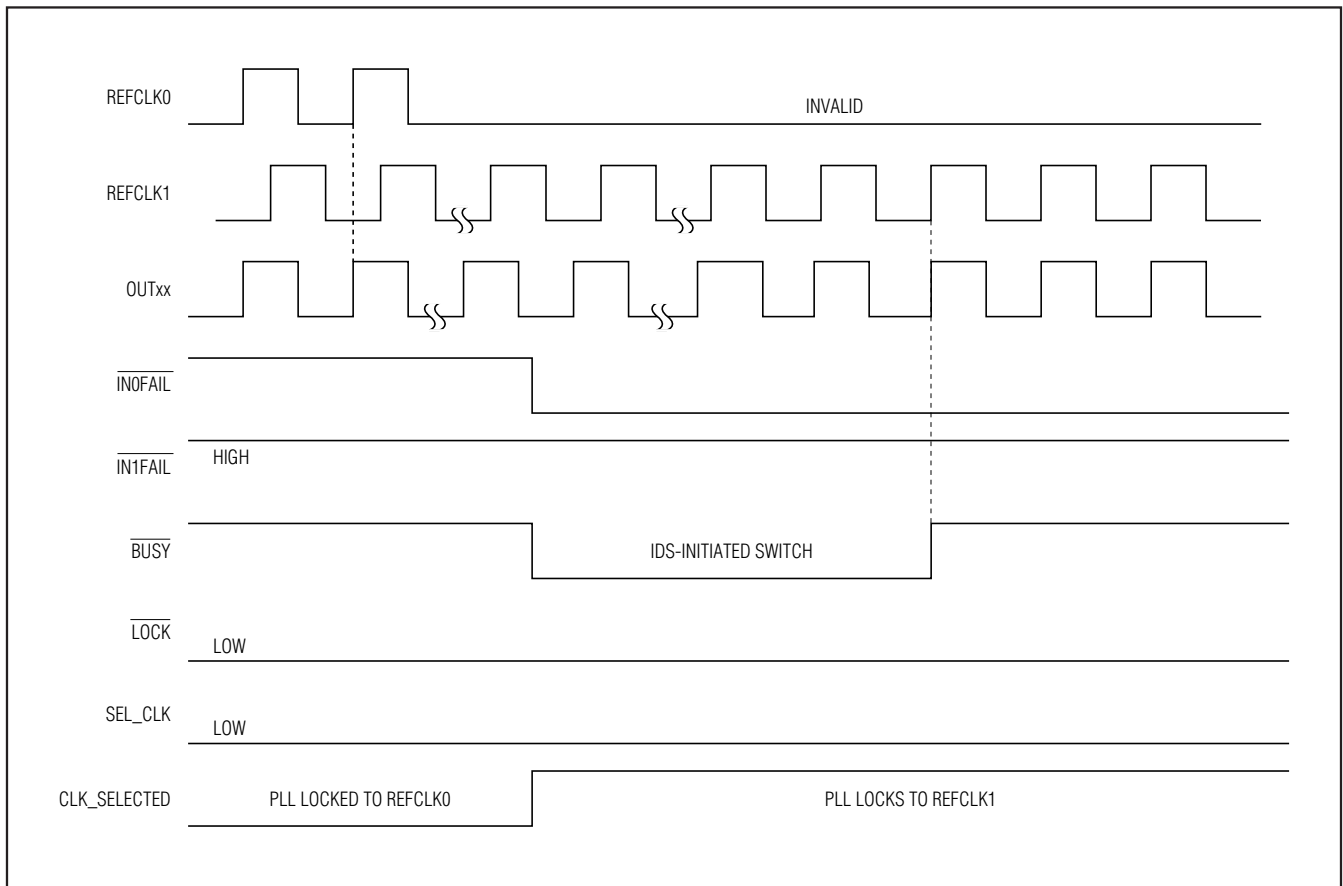 REFCLK0
INVALID
REFCLK1
OUTxx
IN0FAIL
IN1FAIL
HIGH
BUSY
IDS-INITIATED SWITCH
LOCK
LOW
SEL_CLK
LOW
CLK_SELECTED
PLL LOCKED TO REFCLK0
PLL LOCKS TO REFCLK1